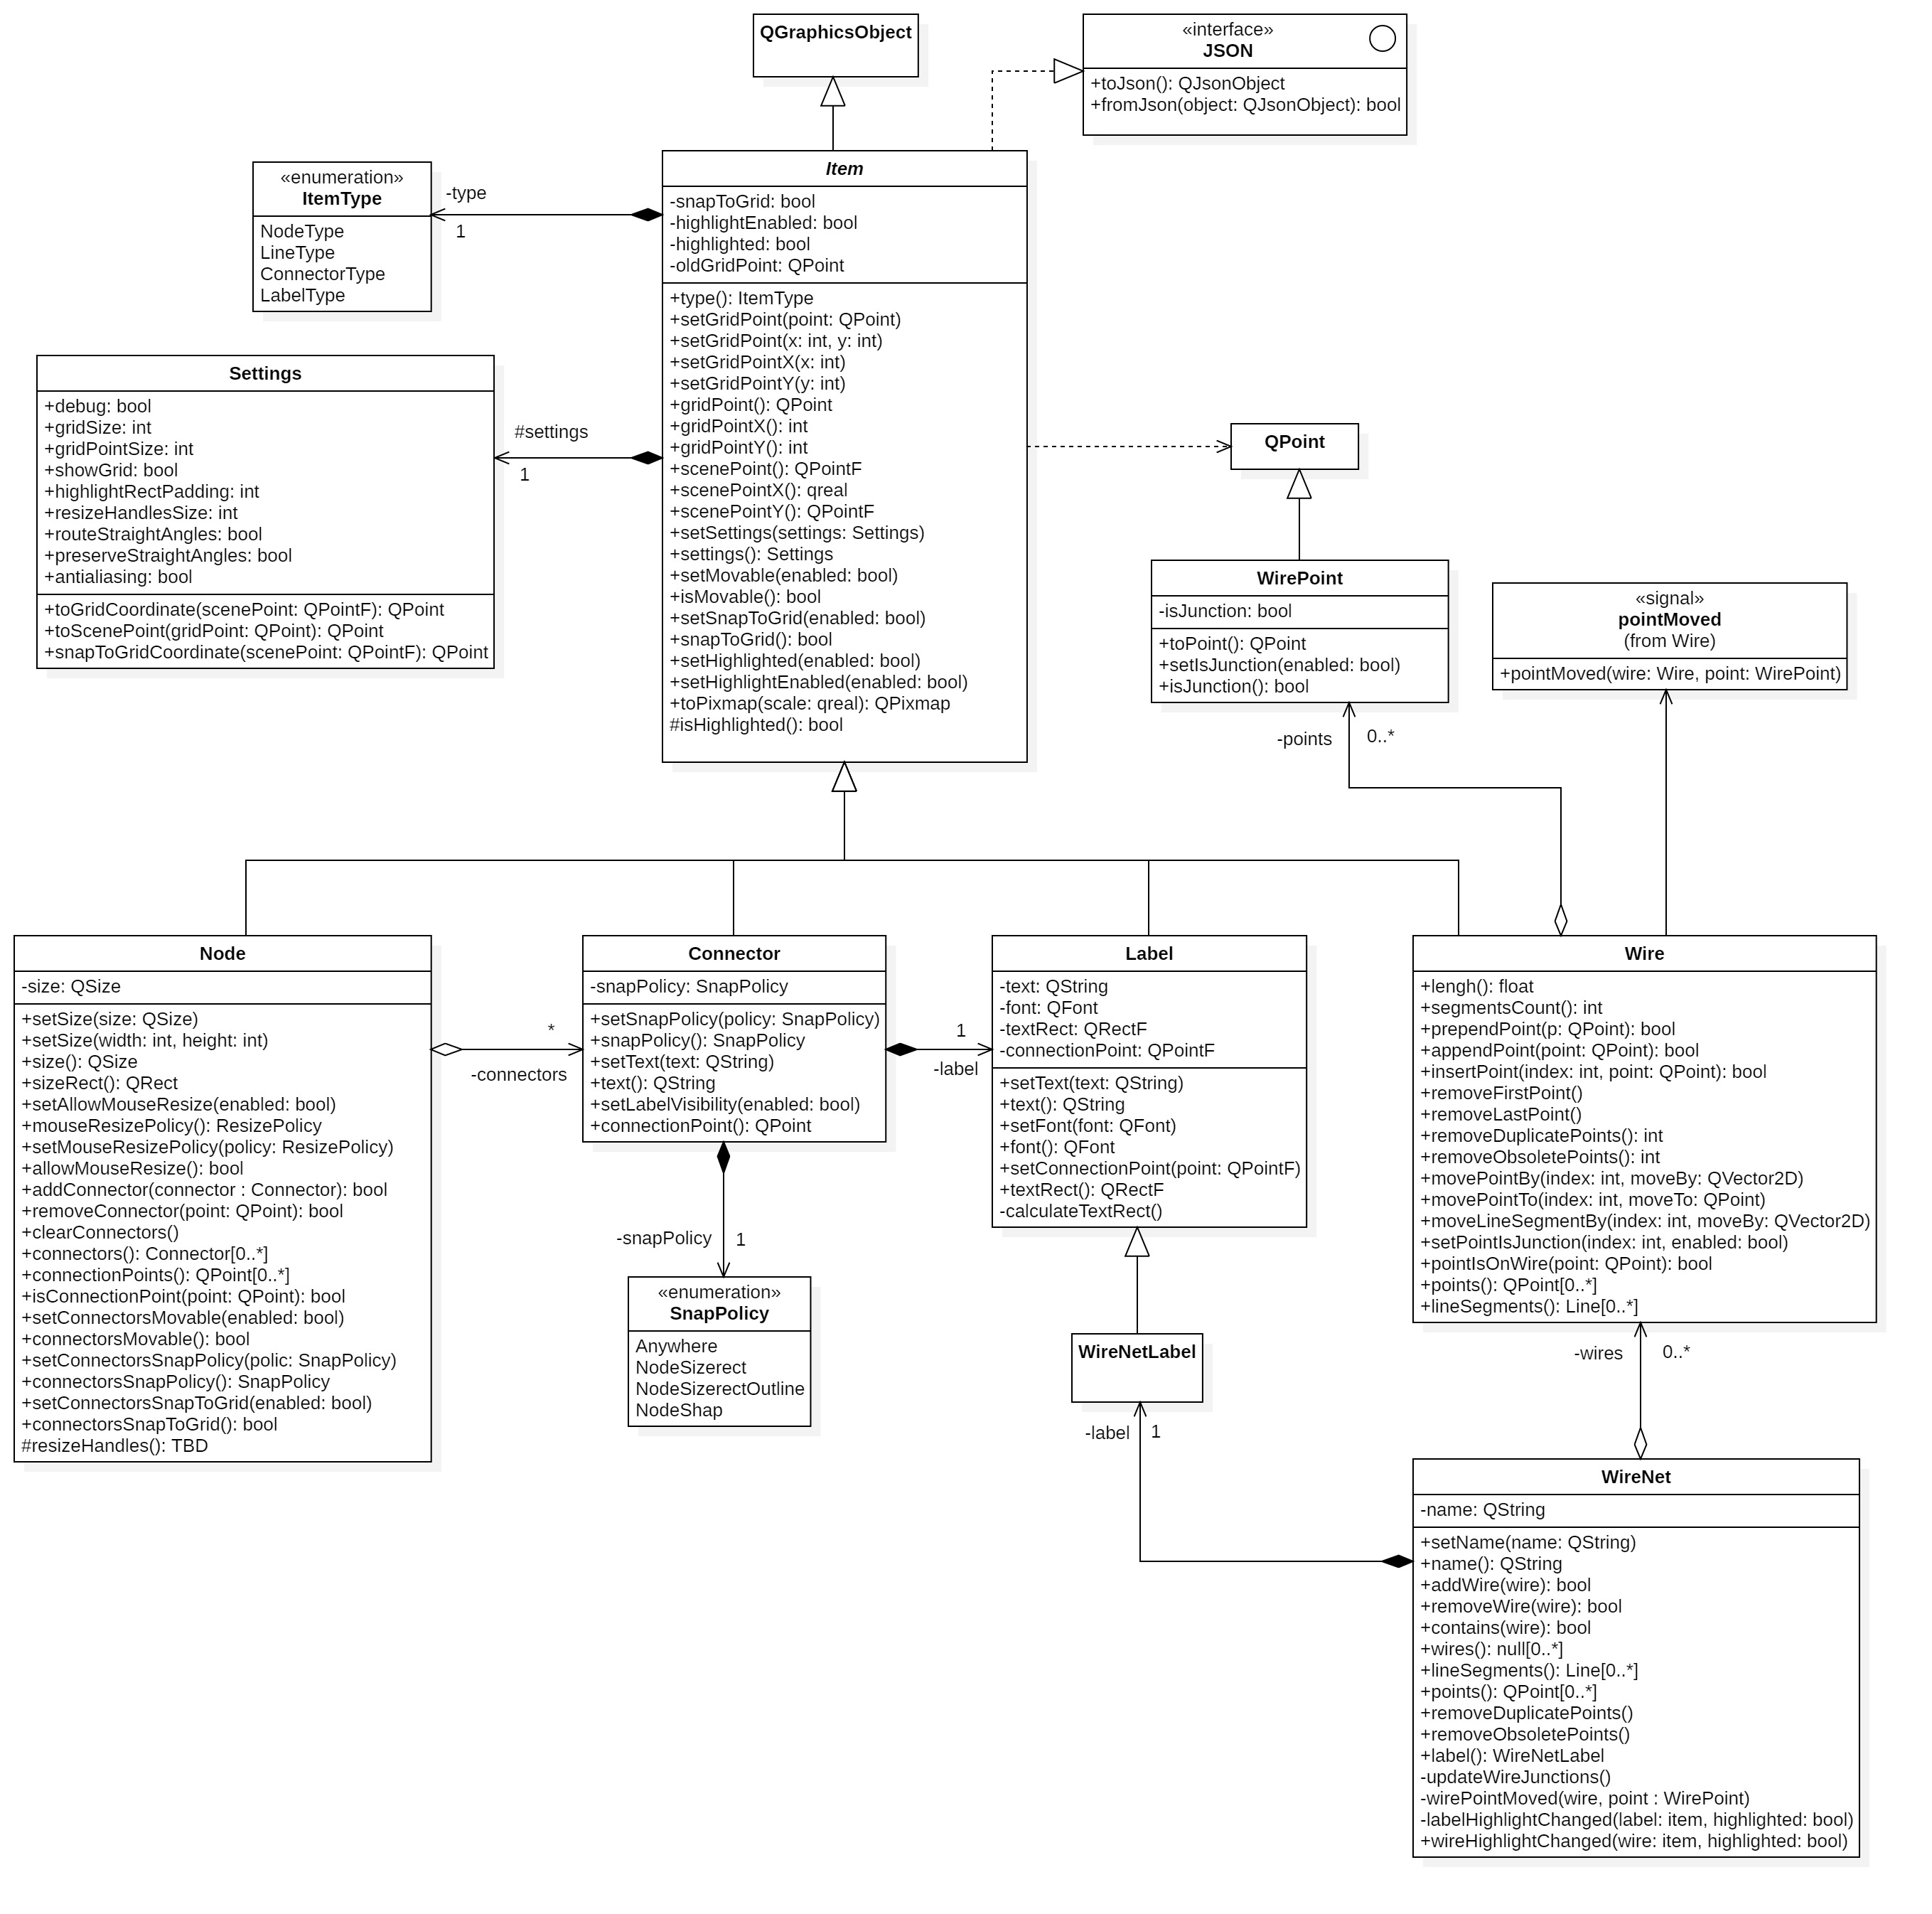 QGraphicsObject
«interface»
JSON
+toJson(): QJsonObject
+fromJson(object: QJsonObject): bool
«enumeration»
ItemType
NodeType
LineType
ConnectorType
LabelType
-type
1
Item
-snapToGrid: bool
-highlightEnabled: bool
-highlighted: bool
-oldGridPoint: QPoint
+type(): ItemType
+setGridPoint(point: QPoint)
+setGridPoint(x: int, y: int)
+setGridPointX(x: int)
+setGridPointY(y: int)
+gridPoint(): QPoint
+gridPointX(): int
+gridPointY(): int
+scenePoint(): QPointF
+scenePointX(): qreal
+scenePointY(): QPointF
+setSettings(settings: Settings)
+settings(): Settings
+setMovable(enabled: bool)
+isMovable(): bool
+setSnapToGrid(enabled: bool)
+snapToGrid(): bool
+setHighlighted(enabled: bool)
+setHighlightEnabled(enabled: bool)
+toPixmap(scale: qreal): QPixmap
#isHighlighted(): bool
Settings
+debug: bool
+gridSize: int
+gridPointSize: int
+showGrid: bool
+highlightRectPadding: int
+resizeHandlesSize: int
+routeStraightAngles: bool
+preserveStraightAngles: bool
+antialiasing: bool
+toGridCoordinate(scenePoint: QPointF): QPoint
+toScenePoint(gridPoint: QPoint): QPoint
+snapToGridCoordinate(scenePoint: QPointF): QPoint
#settings
1
QPoint
WirePoint
-isJunction: bool
+toPoint(): QPoint
+setIsJunction(enabled: bool)
+isJunction(): bool
«signal»
pointMoved
(from Wire)
+pointMoved(wire: Wire, point: WirePoint)
-points
0..*
Node
-size: QSize
+setSize(size: QSize)
+setSize(width: int, height: int)
+size(): QSize
+sizeRect(): QRect
+setAllowMouseResize(enabled: bool)
+mouseResizePolicy(): ResizePolicy
+setMouseResizePolicy(policy: ResizePolicy)
+allowMouseResize(): bool
+addConnector(connector : Connector): bool
+removeConnector(point: QPoint): bool
+clearConnectors()
+connectors(): Connector[0..*]
+connectionPoints(): QPoint[0..*]
+isConnectionPoint(point: QPoint): bool
+setConnectorsMovable(enabled: bool)
+connectorsMovable(): bool
+setConnectorsSnapPolicy(polic: SnapPolicy)
+connectorsSnapPolicy(): SnapPolicy
+setConnectorsSnapToGrid(enabled: bool)
+connectorsSnapToGrid(): bool
#resizeHandles(): TBD
*
-connectors
Connector
-snapPolicy: SnapPolicy
+setSnapPolicy(policy: SnapPolicy)
+snapPolicy(): SnapPolicy
+setText(text: QString)
+text(): QString
+setLabelVisibility(enabled: bool)
+connectionPoint(): QPoint
1
-label
-snapPolicy
1
«enumeration»
SnapPolicy
Anywhere
NodeSizerect
NodeSizerectOutline
NodeShap
Label
-text: QString
-font: QFont
-textRect: QRectF
-connectionPoint: QPointF
+setText(text: QString)
+text(): QString
+setFont(font: QFont)
+font(): QFont
+setConnectionPoint(point: QPointF)
+textRect(): QRectF
-calculateTextRect()
WireNetLabel
-label
1
Wire
+lengh(): float
+segmentsCount(): int
+prependPoint(p: QPoint): bool
+appendPoint(point: QPoint): bool
+insertPoint(index: int, point: QPoint): bool
+removeFirstPoint()
+removeLastPoint()
+removeDuplicatePoints(): int
+removeObsoletePoints(): int
+movePointBy(index: int, moveBy: QVector2D)
+movePointTo(index: int, moveTo: QPoint)
+moveLineSegmentBy(index: int, moveBy: QVector2D)
+setPointIsJunction(index: int, enabled: bool)
+pointIsOnWire(point: QPoint): bool
+points(): QPoint[0..*]
+lineSegments(): Line[0..*]
-wires
0..*
WireNet
-name: QString
+setName(name: QString)
+name(): QString
+addWire(wire): bool
+removeWire(wire): bool
+contains(wire): bool
+wires(): null[0..*]
+lineSegments(): Line[0..*]
+points(): QPoint[0..*]
+removeDuplicatePoints()
+removeObsoletePoints()
+label(): WireNetLabel
-updateWireJunctions()
-wirePointMoved(wire, point : WirePoint)
-labelHighlightChanged(label: item, highlighted: bool)
+wireHighlightChanged(wire: item, highlighted: bool)